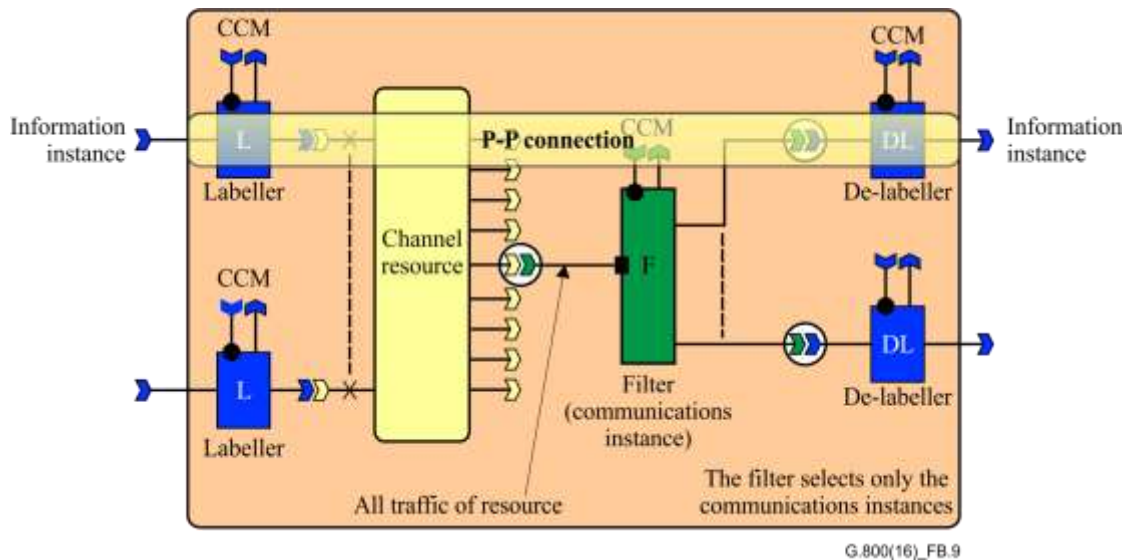 CCM
CCM
Information
instance
L
P-P connection
CCM
DL
Information
instance
Labeller
De-labeller
Channel
resource
F
CCM
CCM
L
DL
Labeller
Filter
(communications
instance)
De-labeller
All traffic of resource
The filter selects only the
communications instances
G.800(16)_FB.9